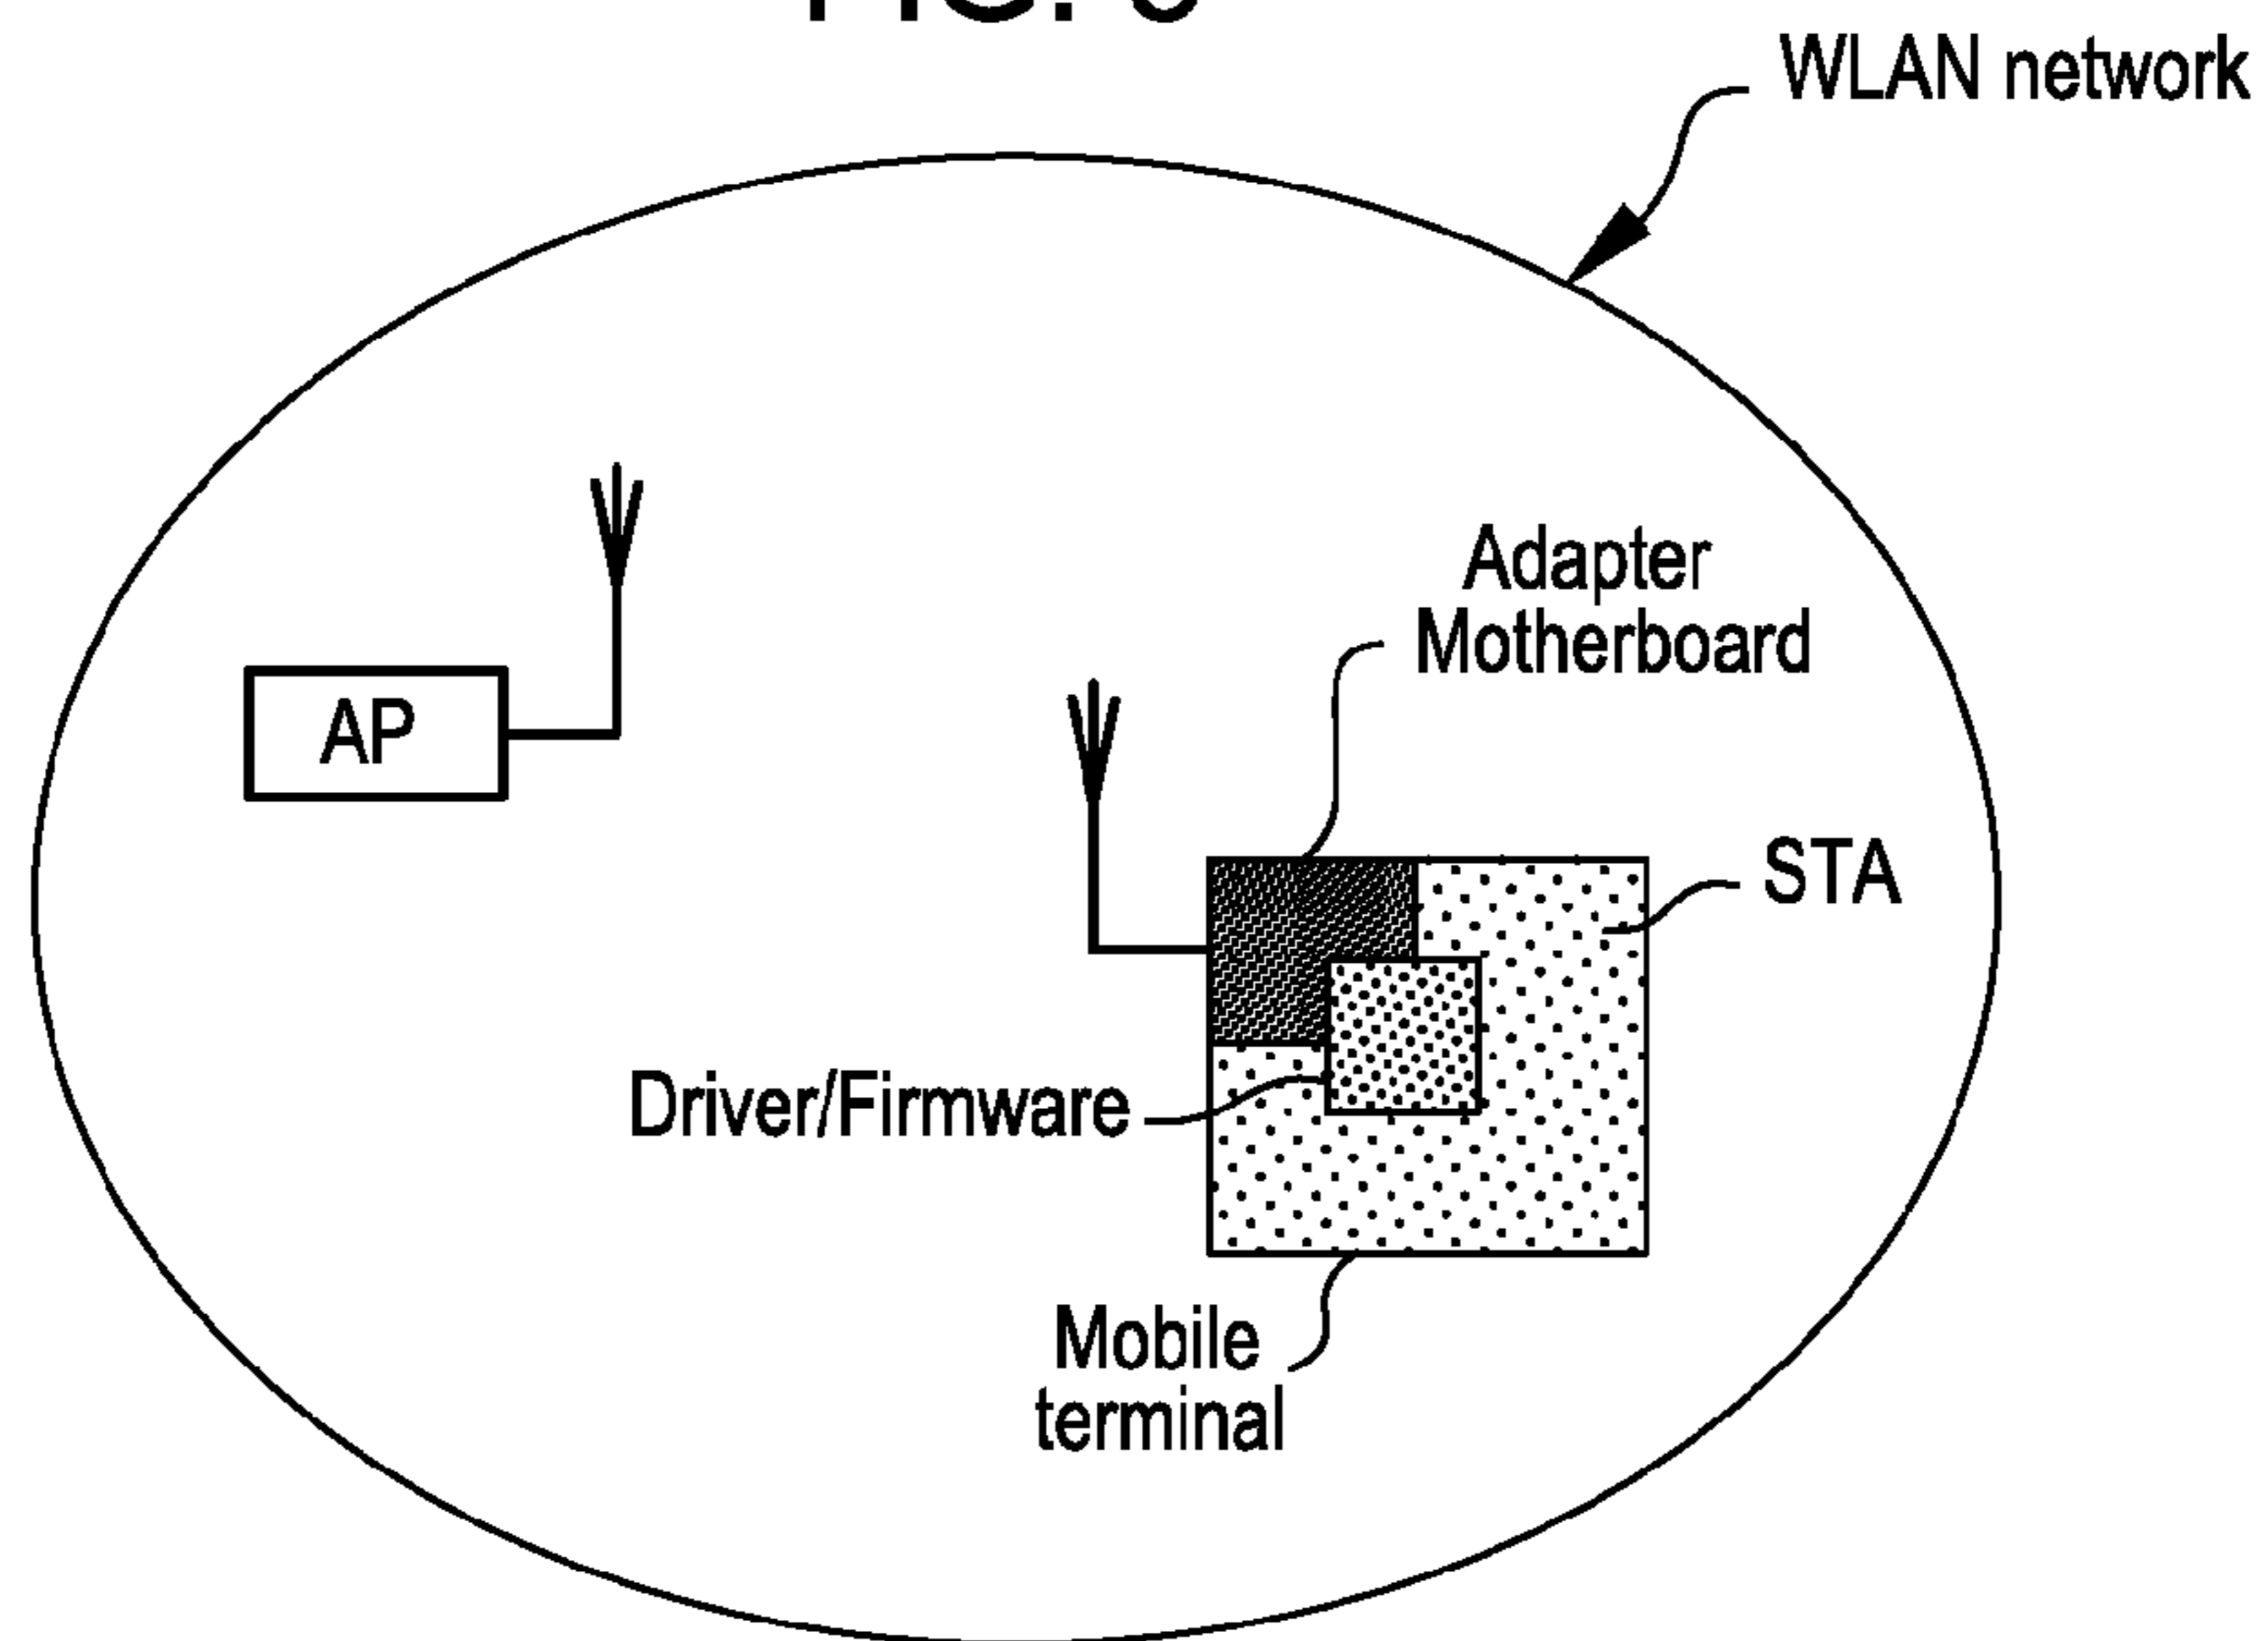 WLAN network
Adapter
Motherboard
AP
STA
Driver/Firmware
Mobile
terminal